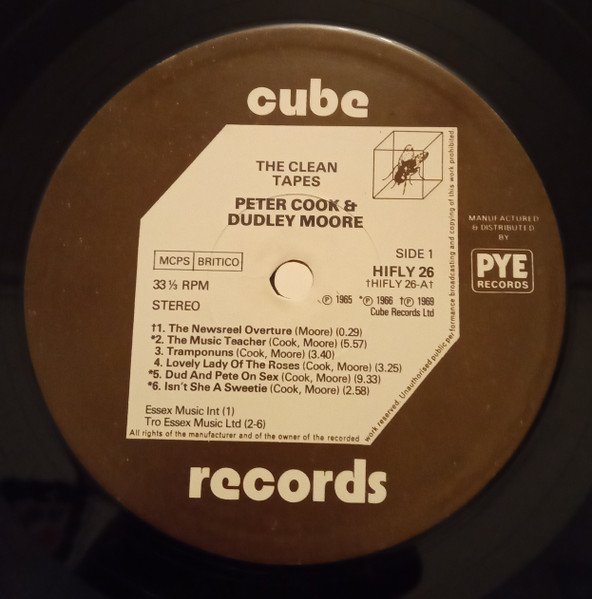 cube
THE CLEAN
TAPES
PETER COOK &
DUDLEY MOORE
MCPS BRITICO
SIDE 1
33⅓ RPM
HIFLY 26
†HIFLY 26-A†
STEREO
Ⓟ 1965 *Ⓟ 1966 †Ⓟ 1969
Cube Records Ltd
†1. The Newsreel Overture (Moore) (0.29)
*2. The Music Teacher (Cook, Moore) (5.57)
3. Tramponuns (Cook, Moore) (3.40)
4. Lovely Lady Of The Roses (Cook, Moore) (3.25)
*5. Dud And Pete On Sex (Cook, Moore) (9.33)
*6. Isn't She A Sweetie (Cook, Moore) (2.58)
Essex Music Int (1)
Tro Essex Music Ltd (2-6)
All rights of the manufacturer and of the owner of the recorded
work reserved. Unauthorised public performance broadcasting and copying of this work prohibited.
MANUFACTURED
& DISTRIBUTED
BY
PYE
RECORDS
records